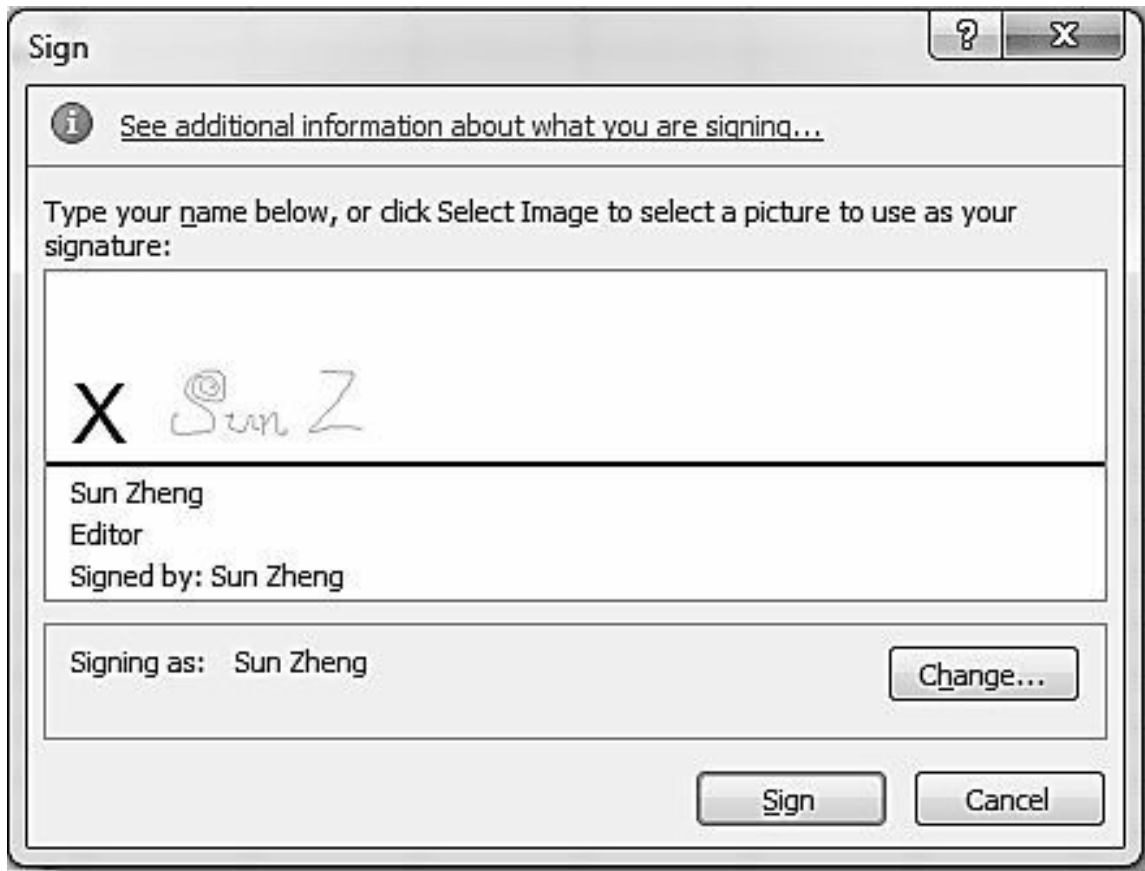 Sign
?
X
i
See additional information about what you are signing...
Type your name below, or click Select Image to select a picture to use as your
signature:
X Sun Z
Sun Zheng
Editor
Signed by: Sun Zheng
Signing as: Sun Zheng
Change...
Sign
Cancel